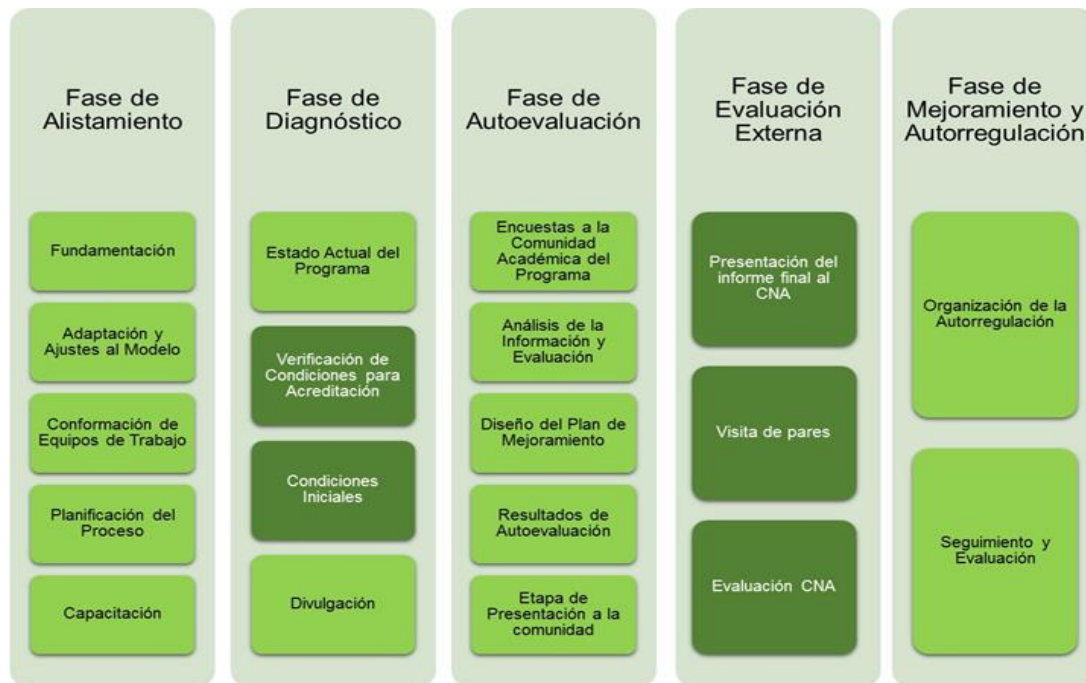 Fase de
Alistamiento
Fundamentación
Adaptación y
Ajustes al Modelo
Conformación de
Equipos de Trabajo
Planificación del
Proceso
Capacitación
Fase de
Diagnóstico
Estado Actual del
Programa
Verificación de
Condiciones para
Acreditación
Condiciones
Iniciales
Divulgación
Fase de
Autoevaluación
Encuestas a la
Comunidad
Académica del
Programa
Análisis de la
Información y
Evaluación
Diseño del Plan de
Mejoramiento
Resultados de
Autoevaluación
Etapa de
Presentación a la
comunidad
Fase de
Evaluación
Externa
Presentación del
informe final al
CNA
Visita de pares
Evaluación CNA
Fase de
Mejoramiento y
Autorregulación
Organización de la
Autorregulación
Seguimiento y
Evaluación